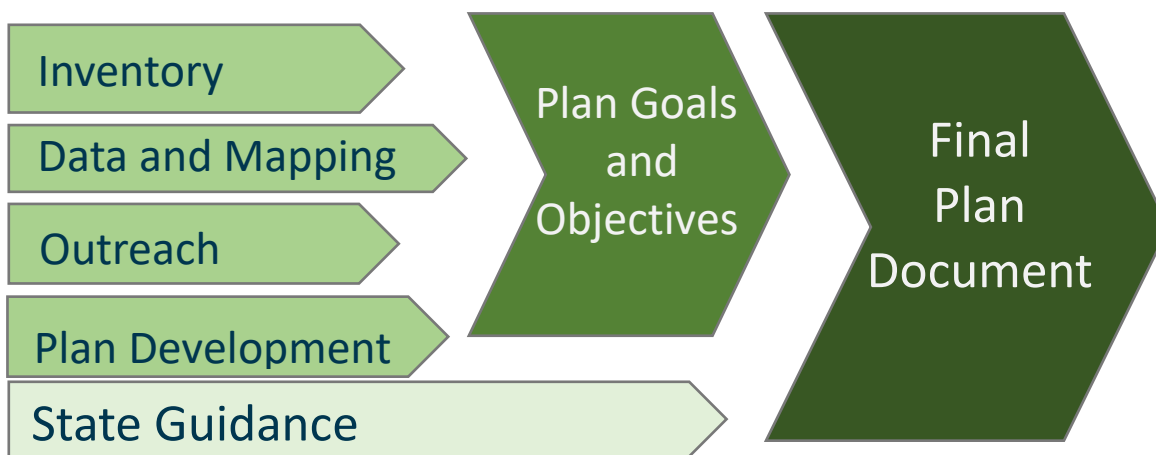 Inventory
Data and Mapping
Outreach
Plan Development
State Guidance
Plan Goals
and
Objectives
Final
Plan
Document